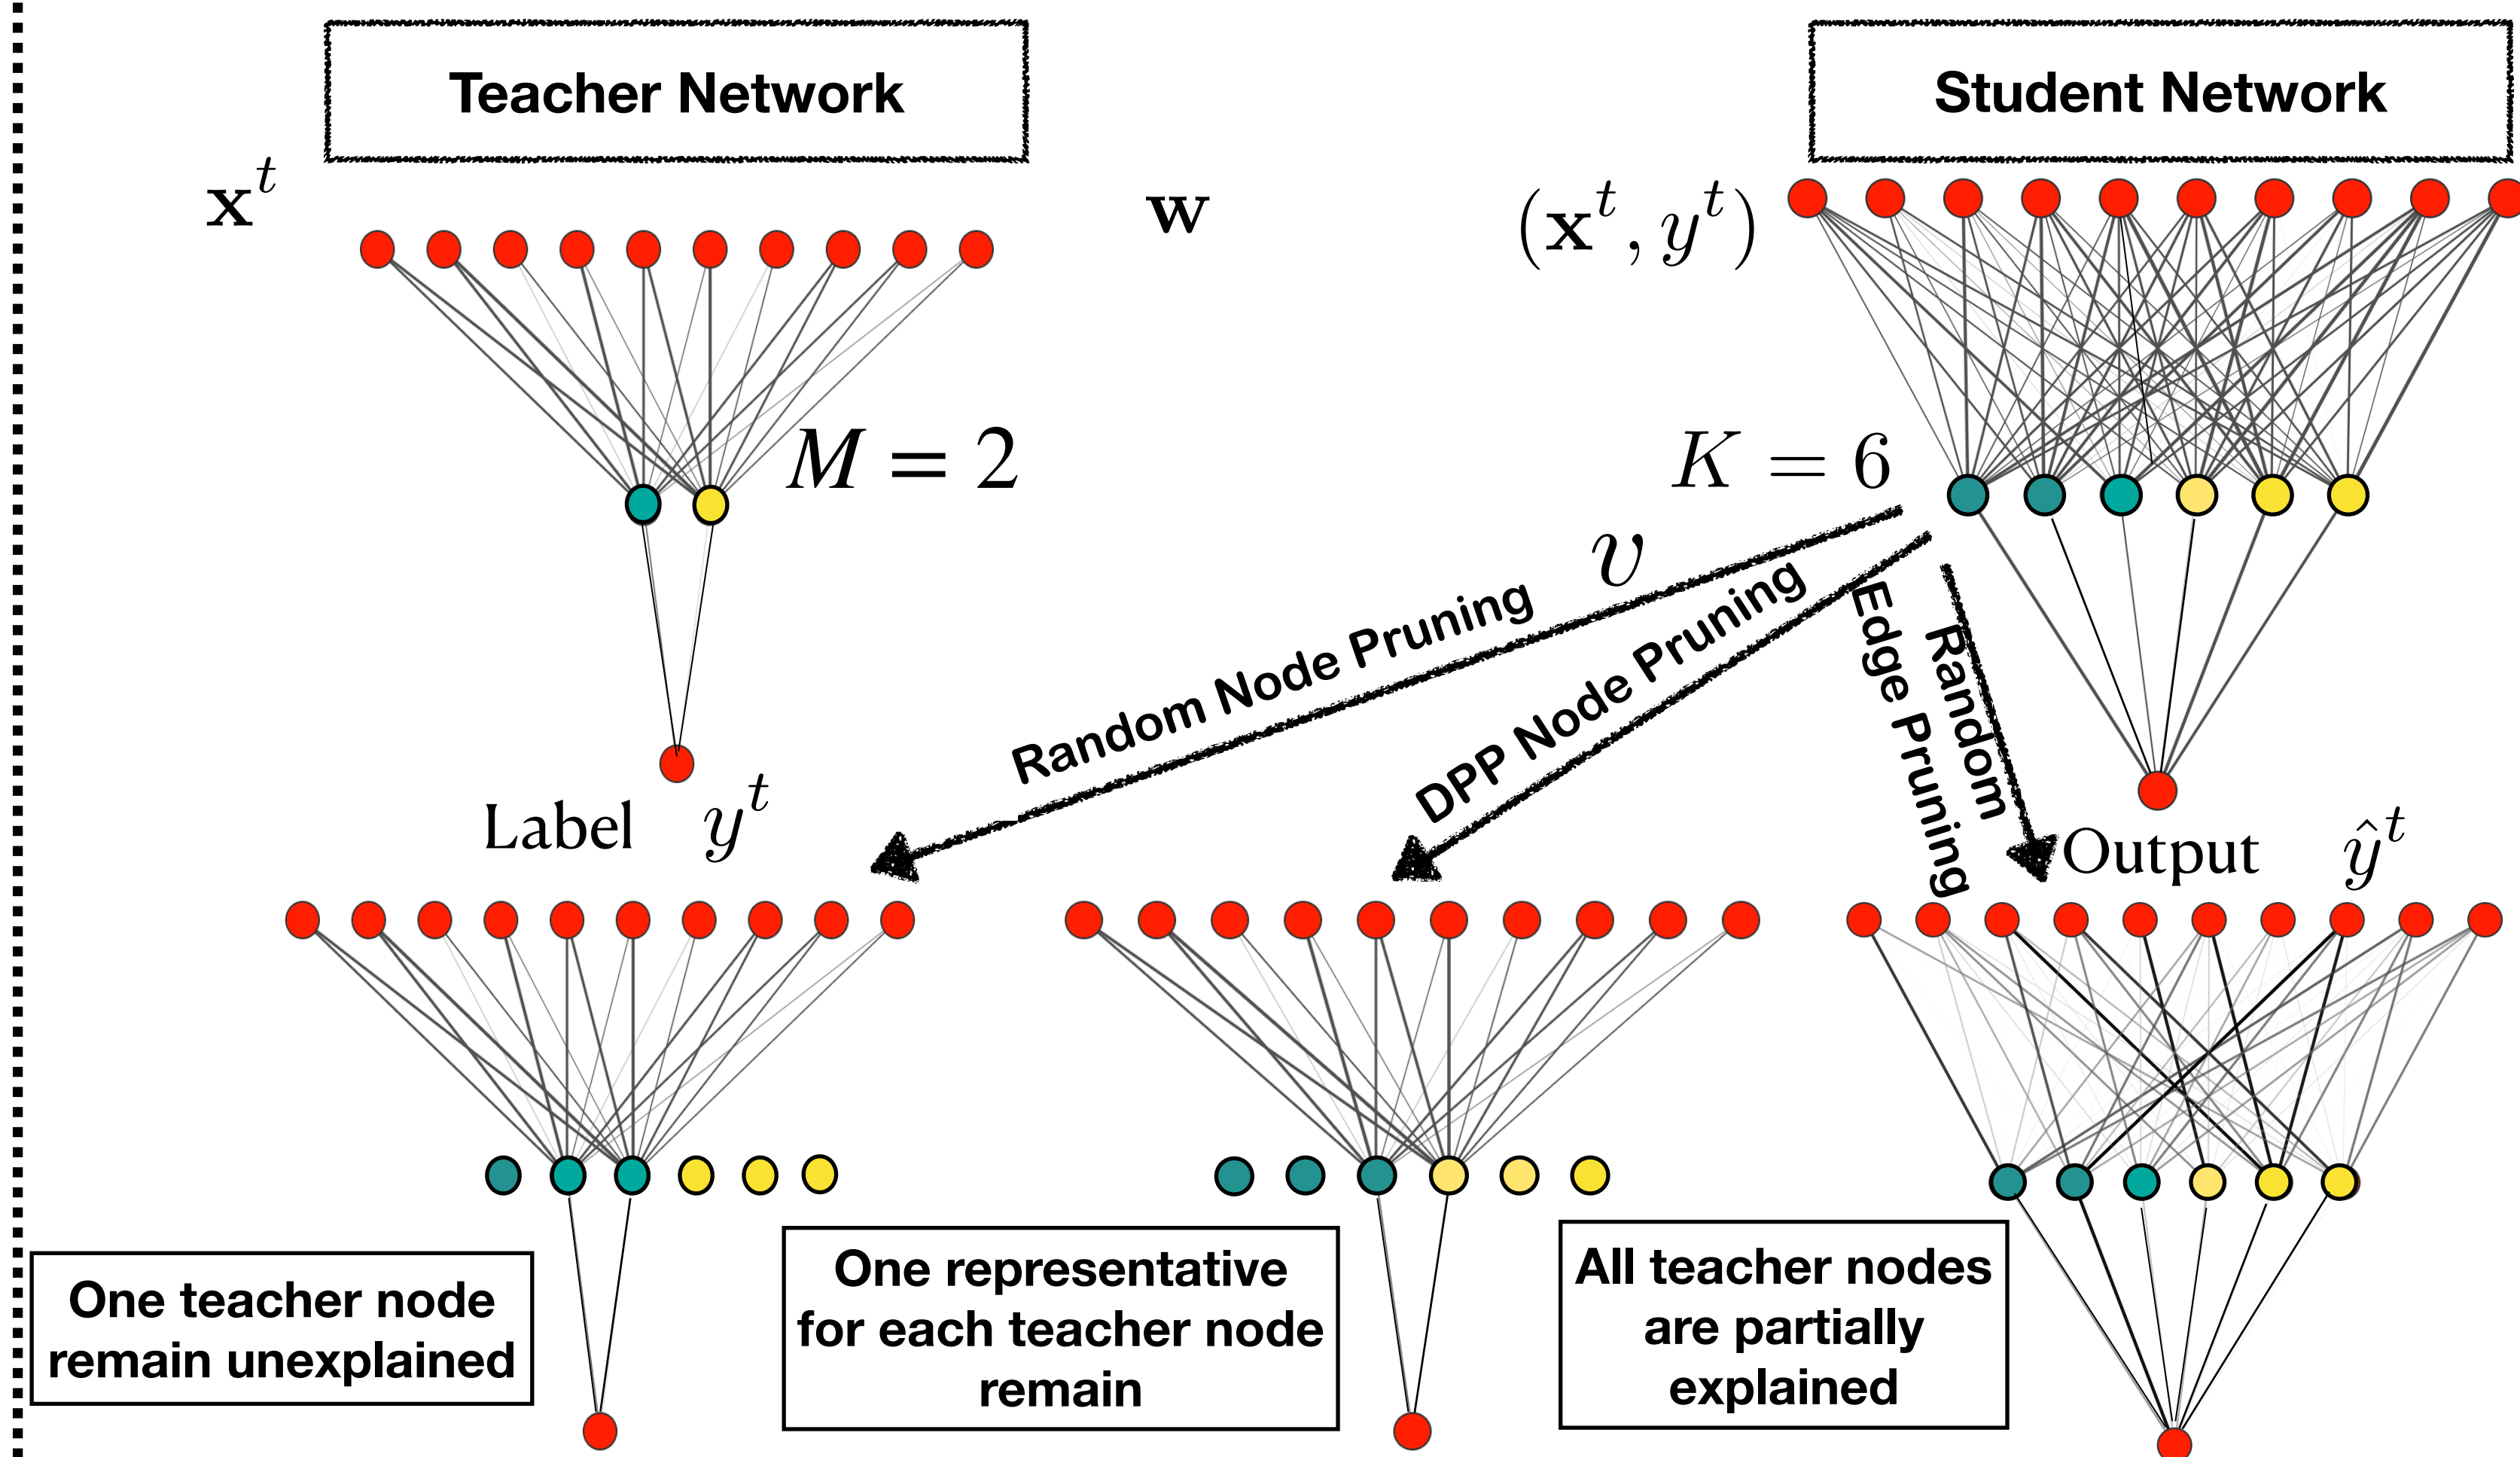 Teacher Network
Student Network
𝐱^t
𝐰
(𝐱^t, y^t)
M = 2
K = 6
v
Random Node Pruning
DPP Node Pruning
Random
Edge Pruning
Label y^t
Output ŷ^t
One teacher node
remain unexplained
One representative
for each teacher node
remain
All teacher nodes
are partially
explained